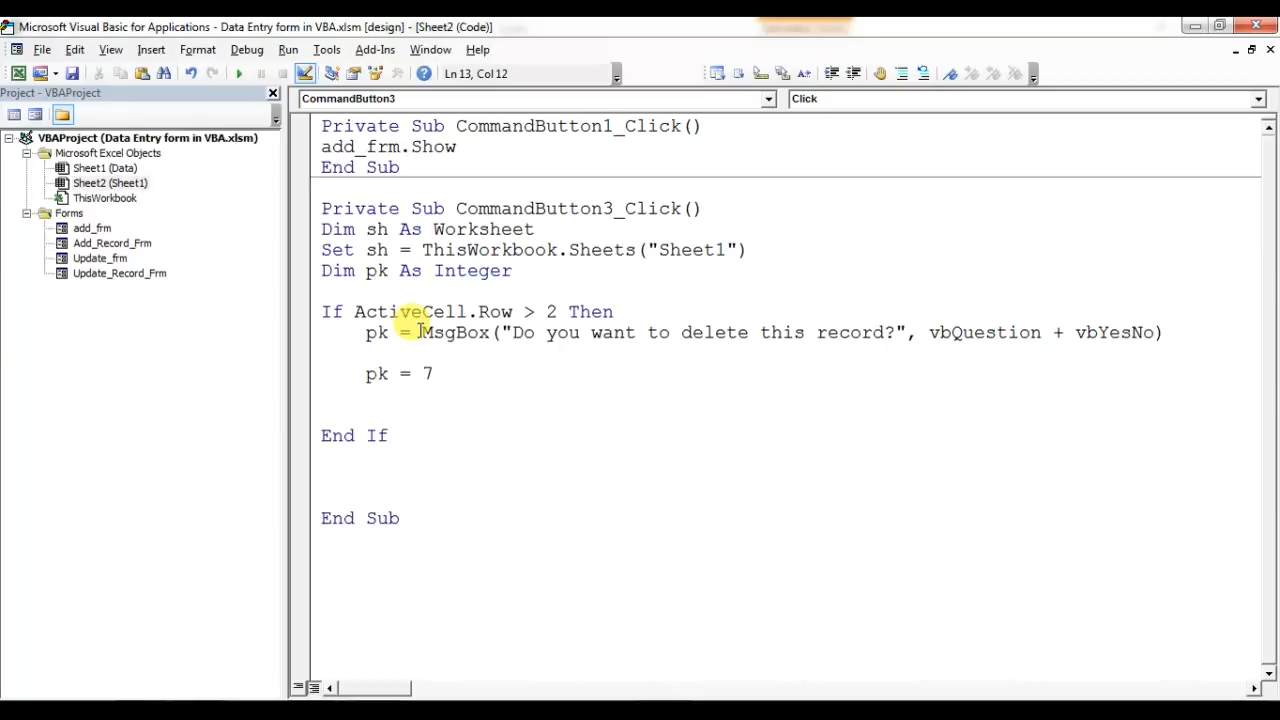 Microsoft Visual Basic for Applications - Data Entry form in VBA.xlsm [design] - [Sheet2 (Code)]
File Edit View Insert Format Debug Run Tools Add-Ins Window Help
Ln 13, Col 12
Project - VBAProject
CommandButton3 Click
VBAProject (Data Entry form in VBA.xlsm)
Microsoft Excel Objects
Sheet1 (Data)
Sheet2 (Sheet1)
ThisWorkbook
Forms
add_frm
Add_Record_Frm
Update_frm
Update_Record_Frm
Private Sub CommandButton1_Click()
add_frm.Show
End Sub
Private Sub CommandButton3_Click()
Dim sh As Worksheet
Set sh = ThisWorkbook.Sheets("Sheet1")
Dim pk As Integer
If ActiveCell.Row > 2 Then
pk = MsgBox("Do you want to delete this record?", vbQuestion + vbYesNo)
pk = 7
End If
End Sub